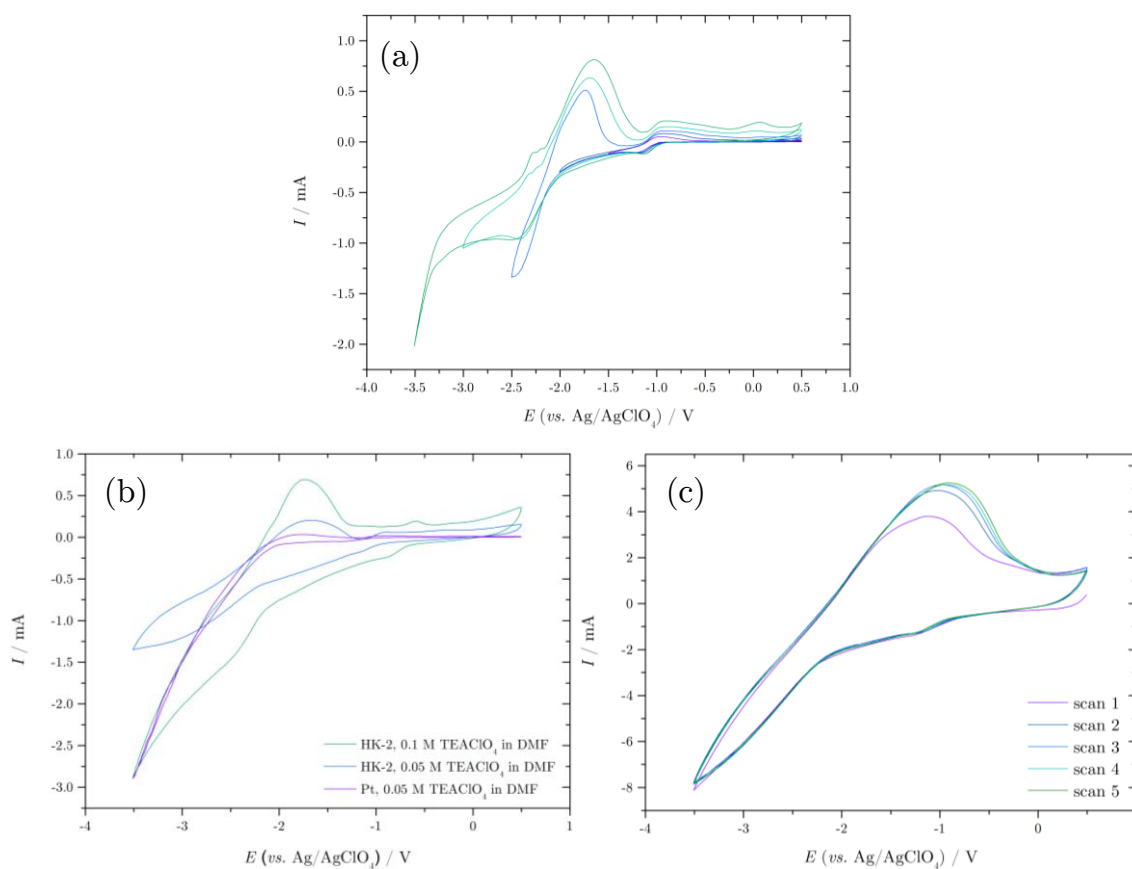 (a)
1.0
0.5
0.0
-0.5
-1.0
-1.5
-2.0
I / mA
-4.0 -3.5 -3.0 -2.5 -2.0 -1.5 -1.0 -0.5 0.0 0.5 1.0
E (vs. Ag/AgClO4) / V
(b)
1.0
0.5
0.0
-0.5
-1.0
-1.5
-2.0
-2.5
-3.0
I / mA
HK-2, 0.1 M TEAClO4 in DMF
HK-2, 0.05 M TEAClO4 in DMF
Pt, 0.05 M TEAClO4 in DMF
-4 -3 -2 -1 0 1
E (vs. Ag/AgClO4) / V
(c)
6
4
2
0
-2
-4
-6
-8
I / mA
scan 1
scan 2
scan 3
scan 4
scan 5
-4 -3 -2 -1 0
E (vs. Ag/AgClO4) / V